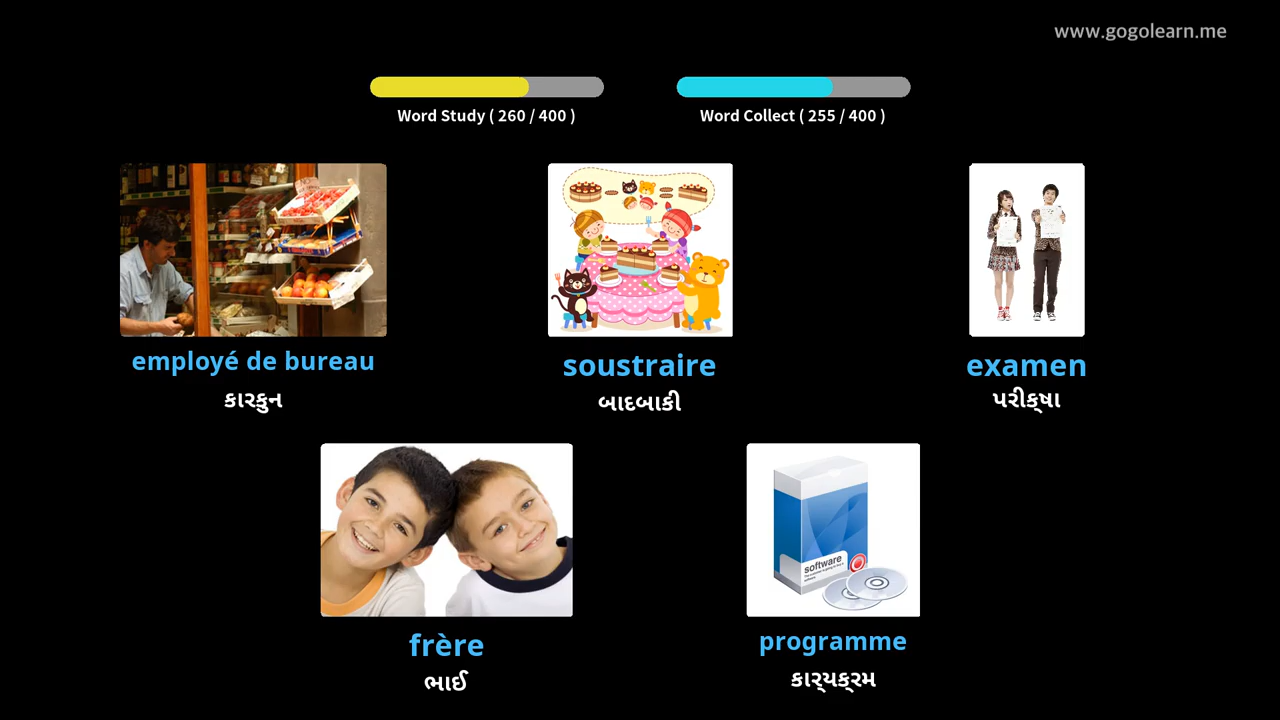 www.gogolearn.me
Word Study ( 260 / 400 )
Word Collect ( 255 / 400 )
employé de bureau
કારકુન
soustraire
બાદબાકી
examen
પરીક્ષા
software
frère
ભાઈ
programme
કાર્યક્રમ